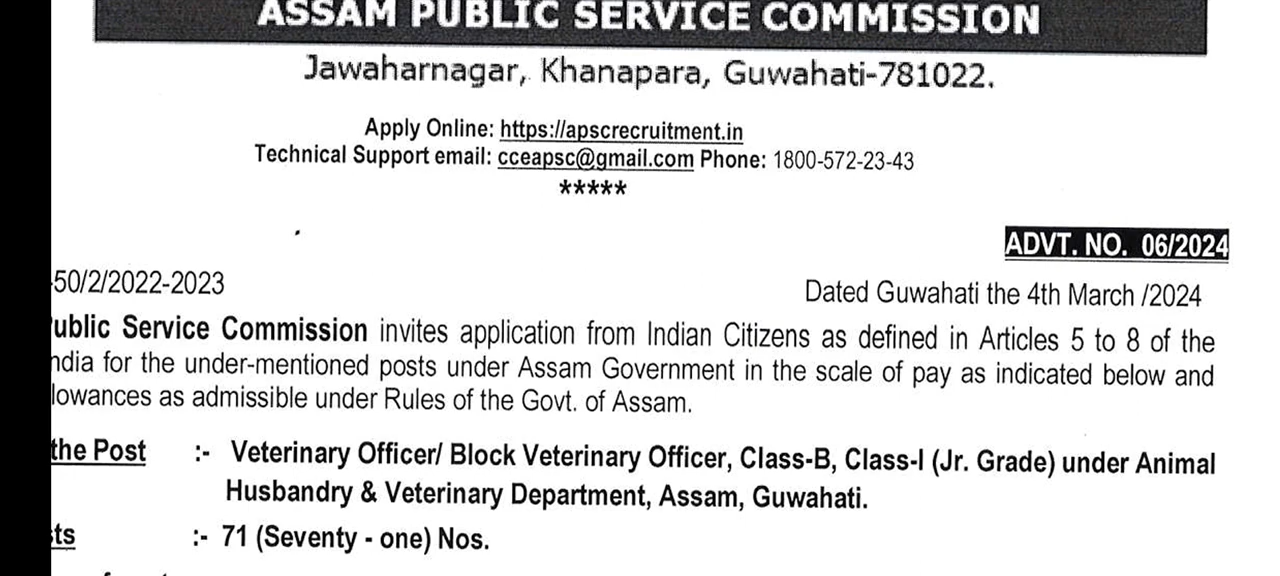 ASSAM PUBLIC SERVICE COMMISSION
Jawaharnagar, Khanapara, Guwahati-781022.
Apply Online: https://apscrecruitment.in
Technical Support email: cceapsc@gmail.com Phone: 1800-572-23-43
*****
ADVT. NO. 06/2024
-50/2/2022-2023 Dated Guwahati the 4th March /2024
ublic Service Commission invites application from Indian Citizens as defined in Articles 5 to 8 of the
ndia for the under-mentioned posts under Assam Government in the scale of pay as indicated below and
lowances as admissible under Rules of the Govt. of Assam.
the Post :- Veterinary Officer/ Block Veterinary Officer, Class-B, Class-I (Jr. Grade) under Animal
Husbandry & Veterinary Department, Assam, Guwahati.
ts :- 71 (Seventy - one) Nos.